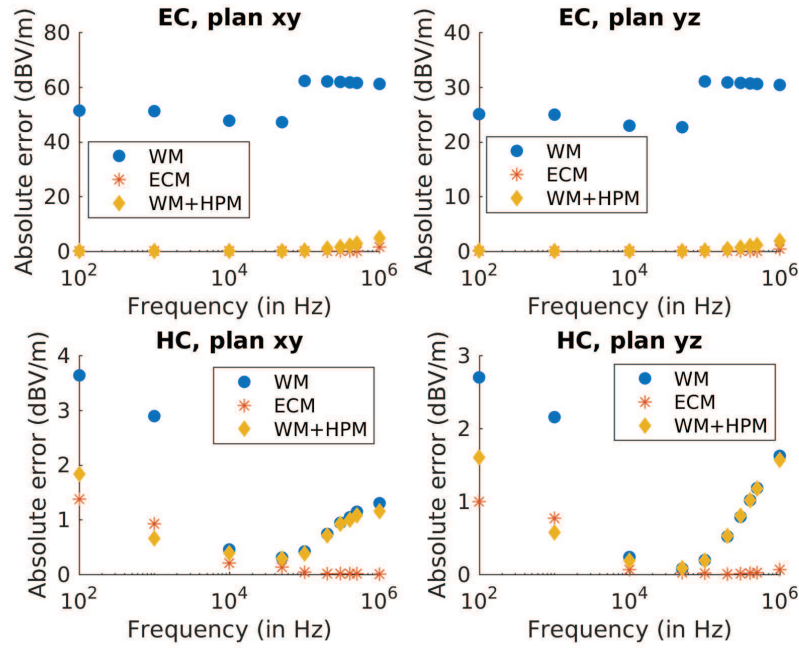 EC, plan xy
Absolute error (dBV/m)
80
60
40
20
0
WM
ECM
WM+HPM
10^2
10^4
10^6
Frequency (in Hz)
EC, plan yz
Absolute error (dBV/m)
40
30
20
10
0
WM
ECM
WM+HPM
10^2
10^4
10^6
Frequency (in Hz)
HC, plan xy
Absolute error (dBV/m)
4
3
2
1
0
WM
ECM
WM+HPM
10^2
10^4
10^6
Frequency (in Hz)
HC, plan yz
Absolute error (dBV/m)
3
2
1
0
WM
ECM
WM+HPM
10^2
10^4
10^6
Frequency (in Hz)